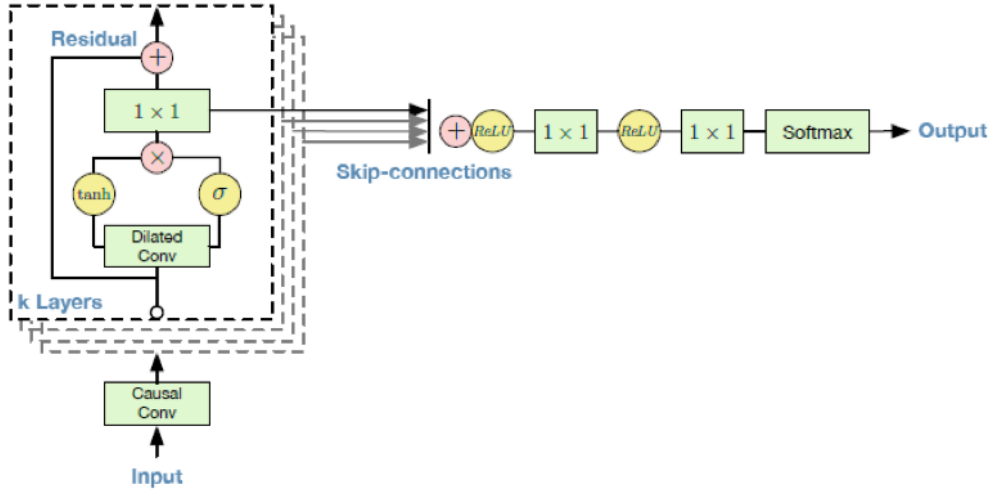 Residual
+
1 × 1
×
tanh
σ
Dilated
Conv
k Layers
Causal
Conv
Input
Skip-connections
+
ReLU
1 × 1
ReLU
1 × 1
Softmax
Output